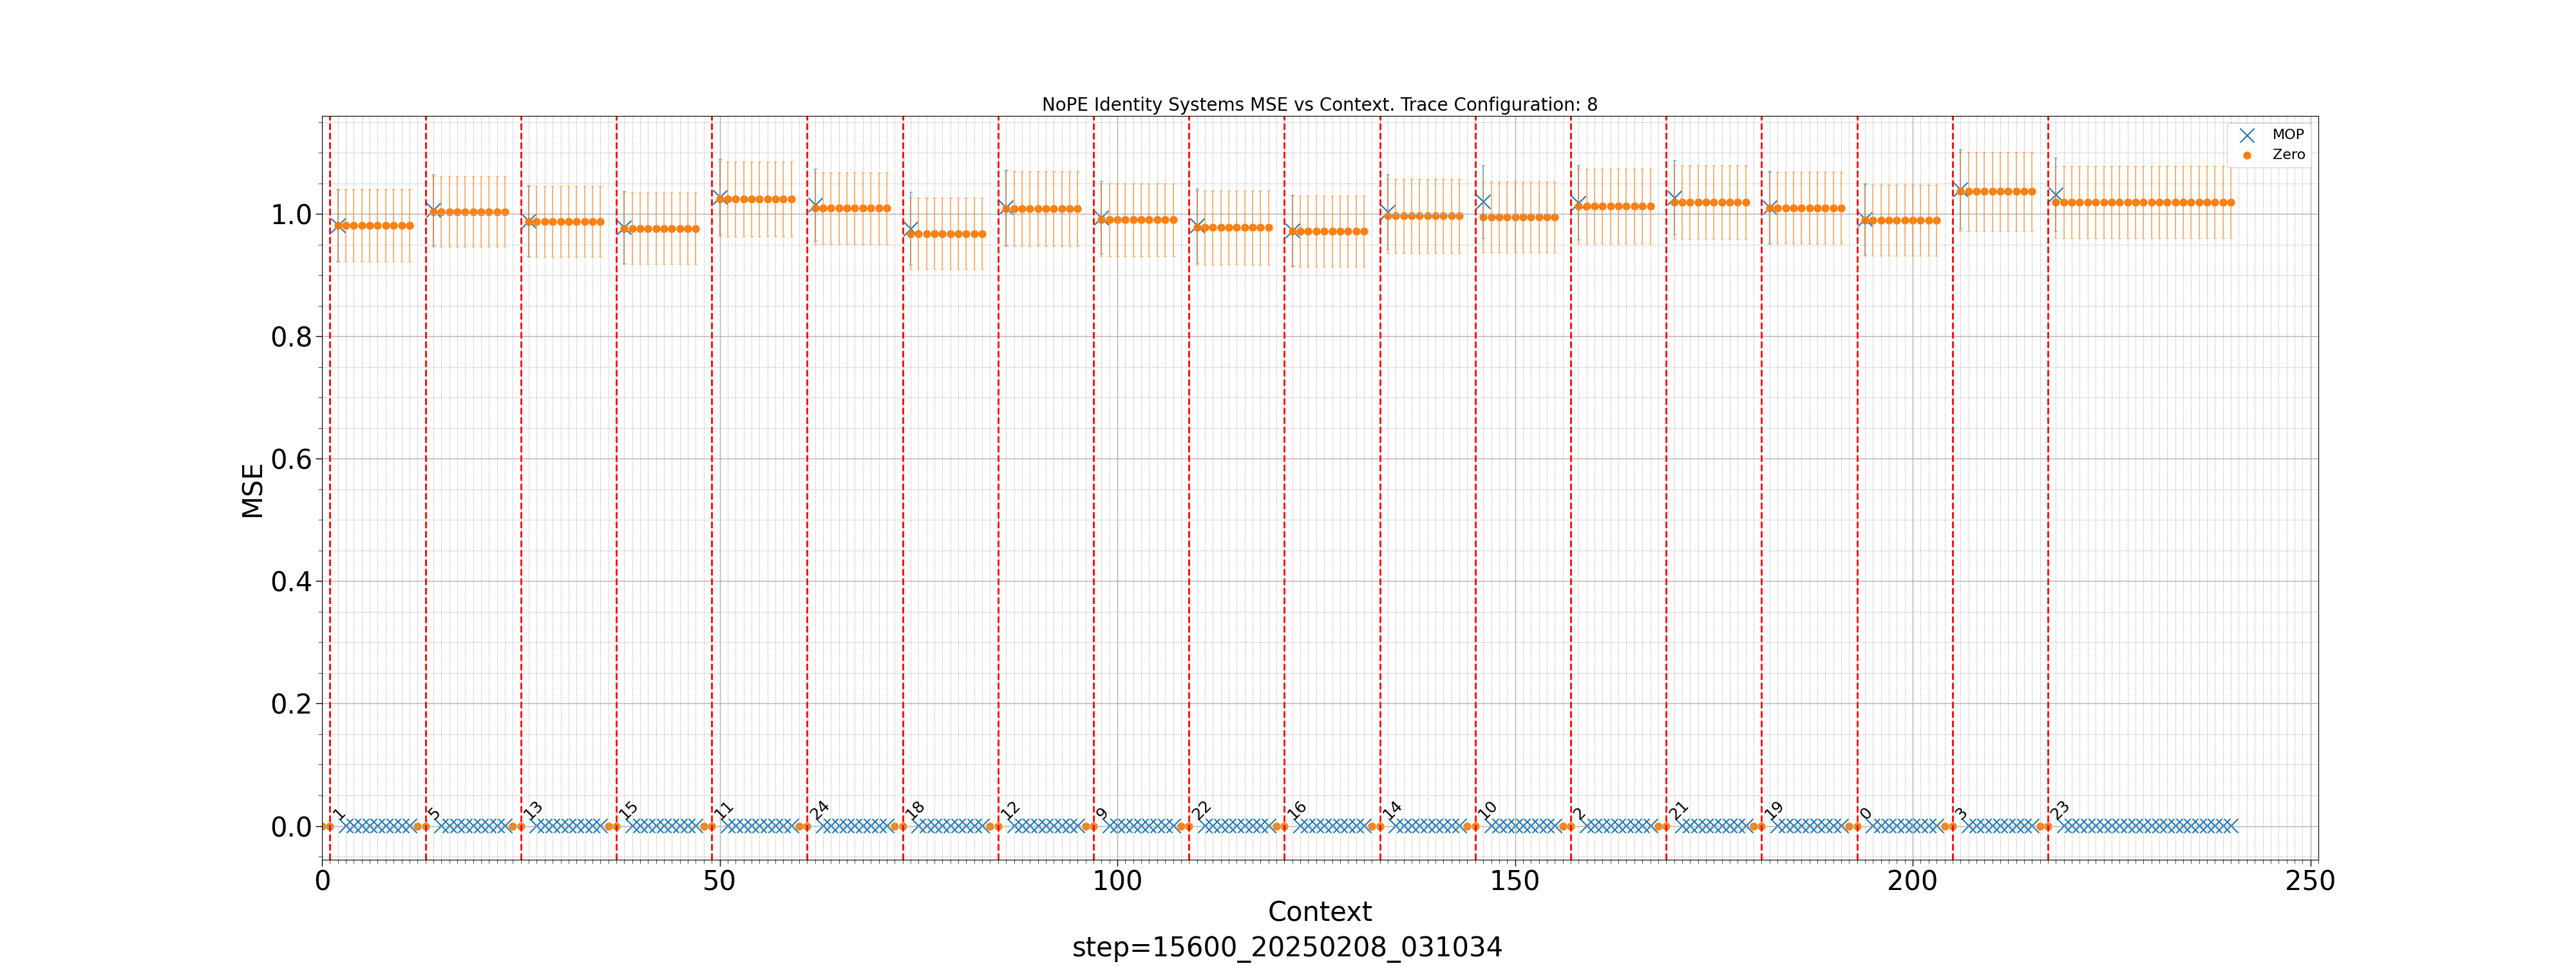 NoPE Identity Systems MSE vs Context. Trace Configuration: 8
MOP
Zero
MSE
1.0
0.8
0.6
0.4
0.2
0.0
1 5 13 15 11 24 18 12 9 22 16 14 10 2 21 19 0 3 23
0 50 100 150 200 250
Context
step=15600_20250208_031034